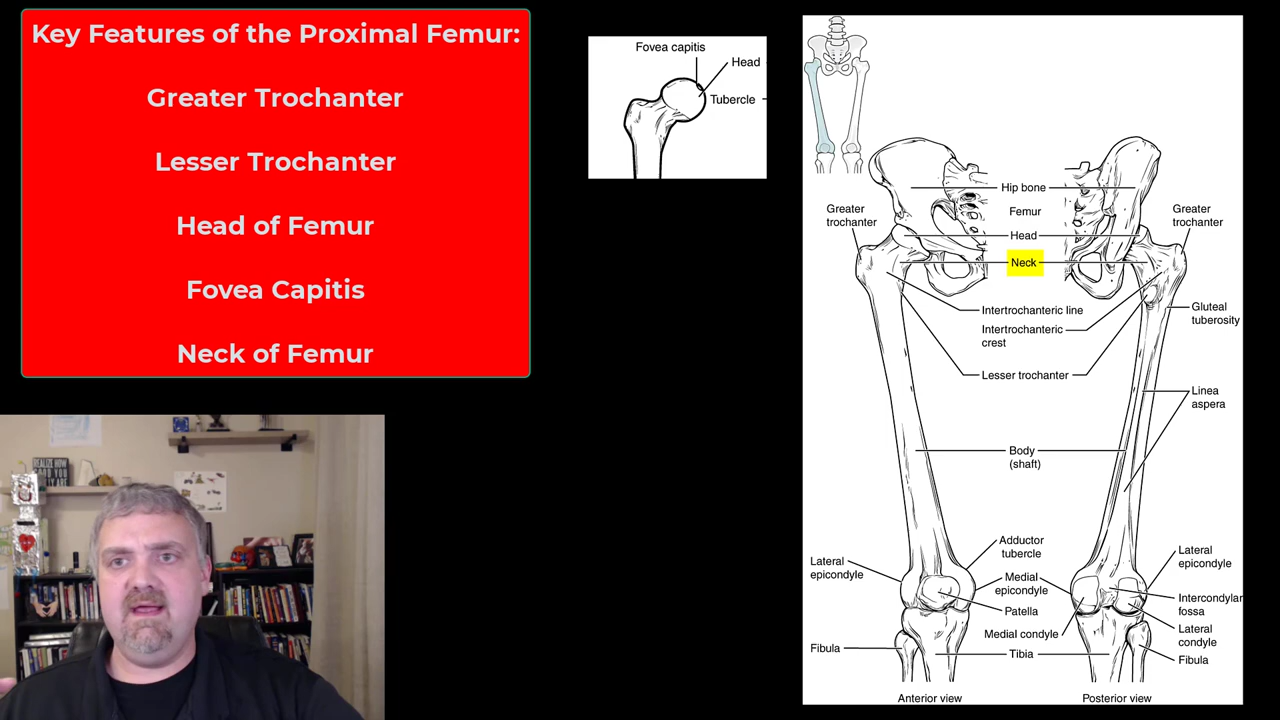 Key Features of the Proximal Femur:
Greater Trochanter
Lesser Trochanter
Head of Femur
Fovea Capitis
Neck of Femur
Fovea capitis
Head
Tubercle
Hip bone
Greater
trochanter
Femur
Greater
trochanter
Head
Neck
Intertrochanteric line
Gluteal
tuberosity
Intertrochanteric
crest
Lesser trochanter
Linea
aspera
Body
(shaft)
Adductor
tubercle
Lateral
epicondyle
Lateral
epicondyle
Medial
epicondyle
Intercondylar
fossa
Patella
Medial condyle
Lateral
condyle
Fibula
Tibia
Fibula
Anterior view
Posterior view
REALIZE HOW